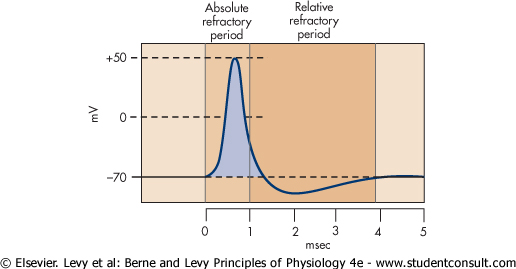 Absolute
refractory
period
Relative
refractory
period
+50
mV
0
−70
0 1 2 3 4 5
msec
© Elsevier. Levy et al: Berne and Levy Principles of Physiology 4e - www.studentconsult.com